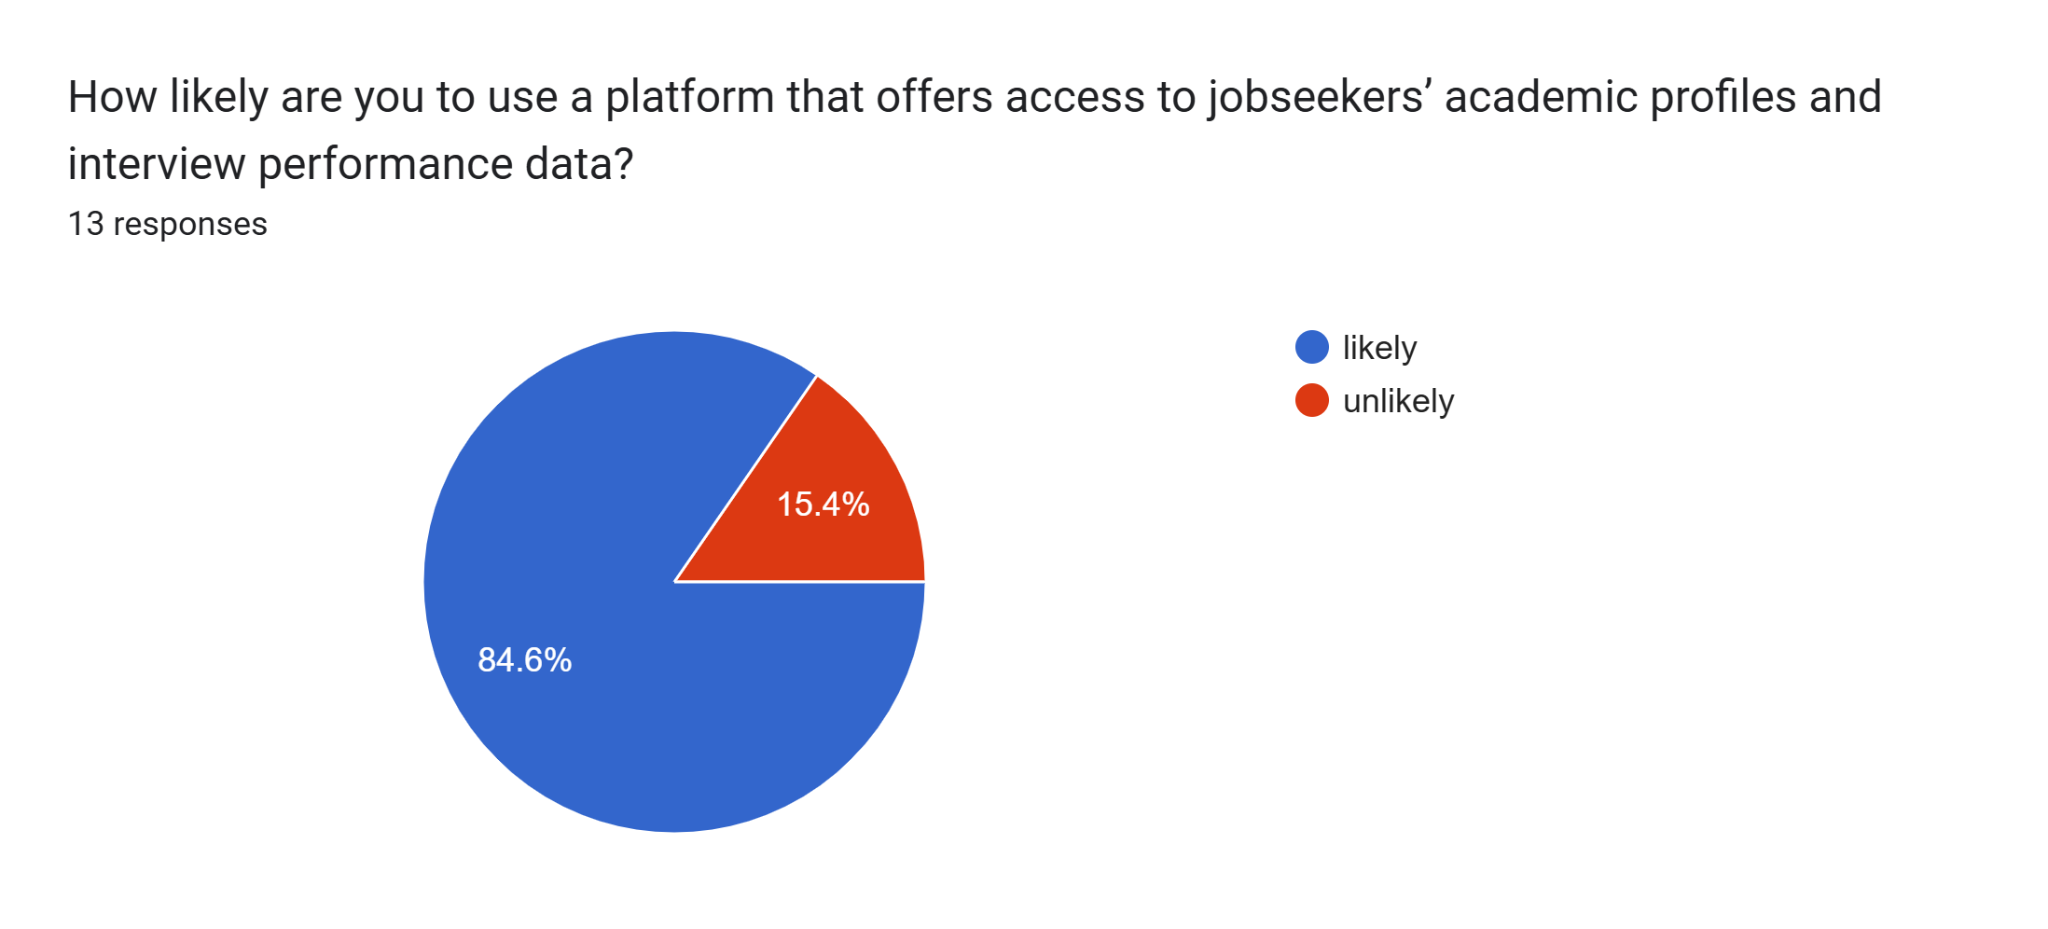 How likely are you to use a platform that offers access to jobseekers’ academic profiles and
interview performance data?
13 responses
likely
unlikely
15.4%
84.6%